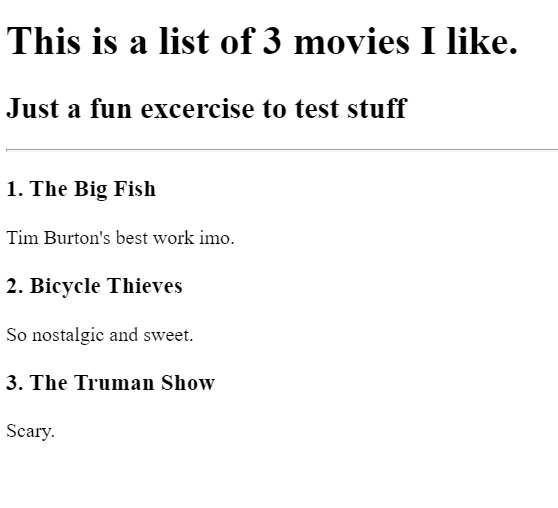 This is a list of 3 movies I like.
Just a fun excercise to test stuff
1. The Big Fish
Tim Burton's best work imo.
2. Bicycle Thieves
So nostalgic and sweet.
3. The Truman Show
Scary.